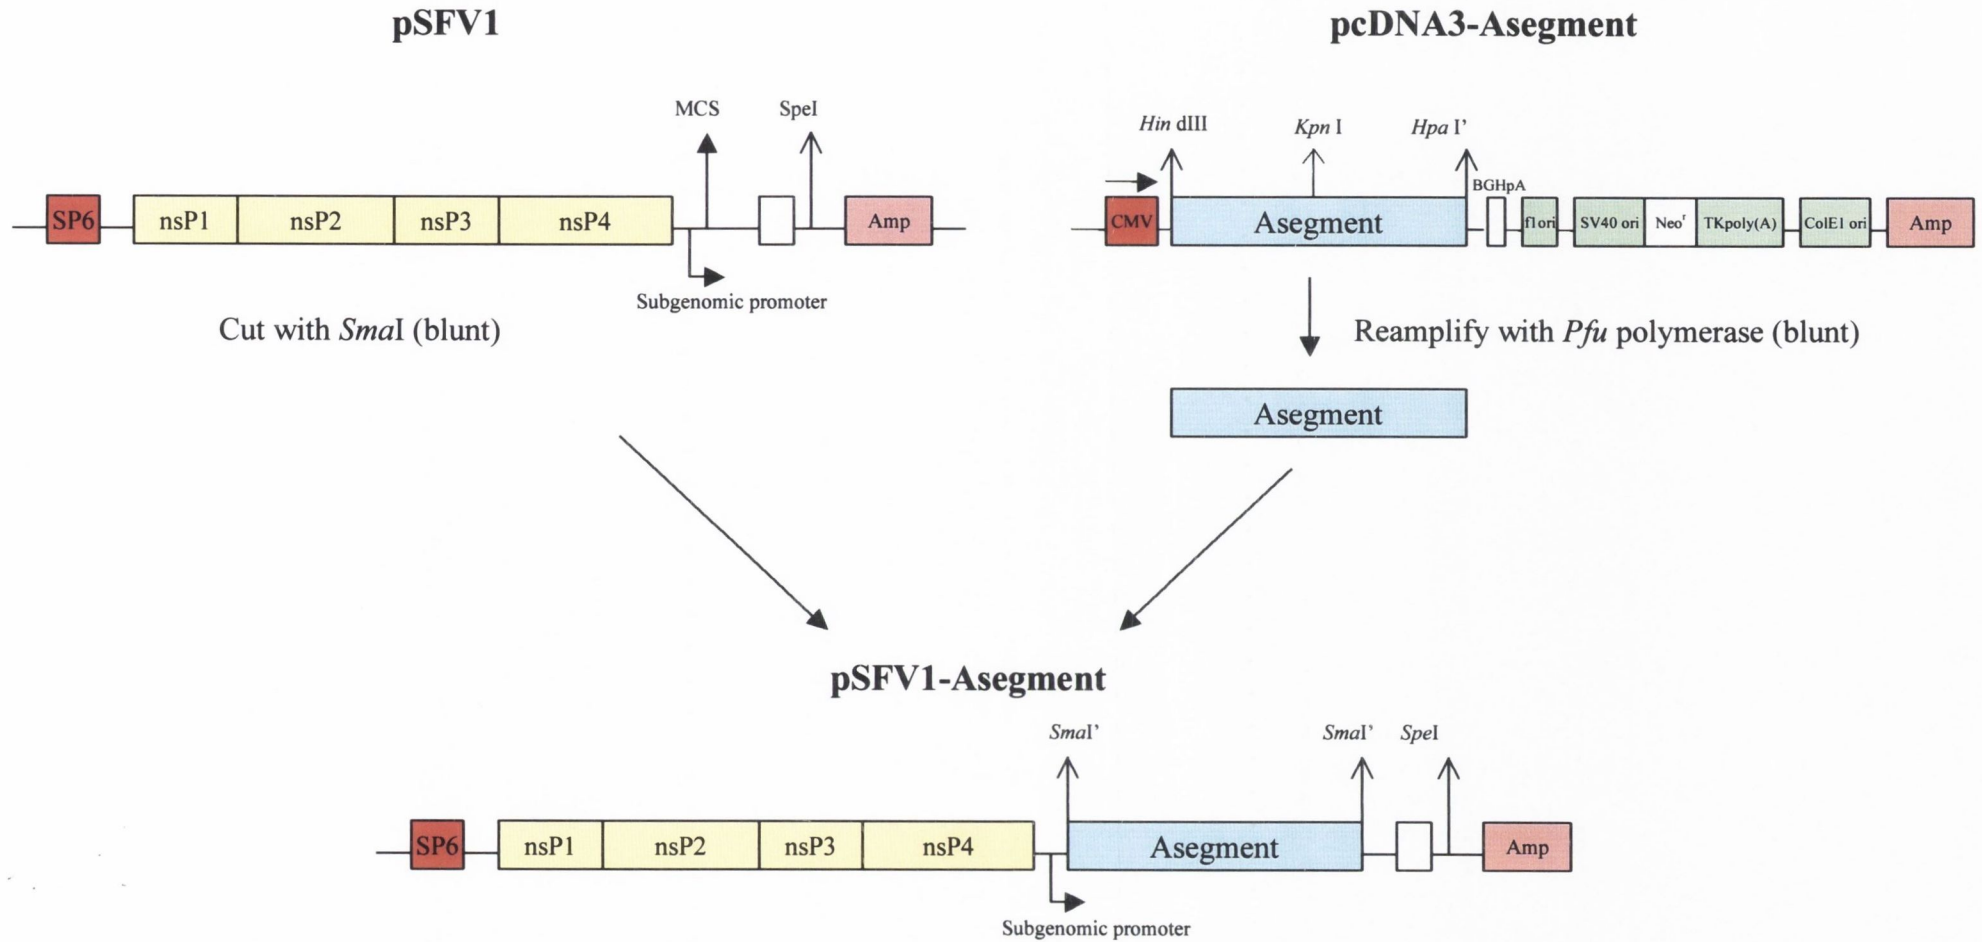 pSFV1
pcDNA3-Asegment
MCS
SpeI
Hin dIII
Kpn I
Hpa I’
BGHpA
SP6
nsP1
nsP2
nsP3
nsP4
Amp
CMV
Asegment
f1ori
SV40 ori
Neoʳ
TKpoly(A)
ColE1 ori
Amp
Subgenomic promoter
Cut with SmaI (blunt)
Reamplify with Pfu polymerase (blunt)
Asegment
pSFV1-Asegment
SmaI’
SmaI’
SpeI
SP6
nsP1
nsP2
nsP3
nsP4
Asegment
Amp
Subgenomic promoter